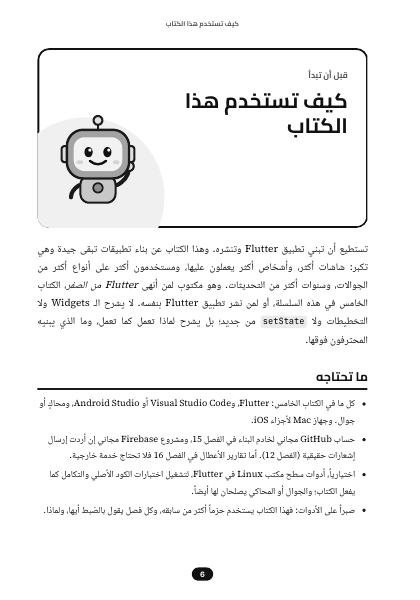 كيف تستخدم هذا الكتاب
قبل أن تبدأ
كيف تستخدم هذا
الكتاب
تستطيع أن تبني تطبيق Flutter وتنشره. وهذا الكتاب عن بناء تطبيقات تبقى جيدة وهي
تكبر: شاشات أكثر، وأشخاص أكثر يعملون عليها، ومستخدمون أكثر على أنواع أكثر من
الجوالات، وسنوات أكثر من التحديثات. وهو مكتوب لمن أنهى Flutter من الصفر، الكتاب
الخامس في هذه السلسلة، أو لمن نشر تطبيق Flutter بنفسه. لا يشرح الـ Widgets ولا
التخطيطات ولا setState من جديد؛ بل يشرح لماذا تعمل كما تعمل، وما الذي يبنيه
المحترفون فوقها.
ما تحتاجه
• كل ما في الكتاب الخامس: Flutter، وVisual Studio Code أو Android Studio، ومحاكٍ أو
جوال. وجهاز Mac لأجزاء iOS.
• حساب GitHub مجاني لخادم البناء في الفصل 15، ومشروع Firebase مجاني إن أردت إرسال
إشعارات حقيقية (الفصل 12). أما تقارير الأعطال في الفصل 16 فلا تحتاج خدمة خارجية.
• اختيارياً، أدوات سطح مكتب Linux في Flutter، لتشغيل اختبارات الكود الأصلي والتكامل كما
يفعل الكتاب؛ والجوال أو المحاكي يصلحان لها أيضاً.
• صبراً على الأدوات: فهذا الكتاب يستخدم حزماً أكثر من سابقه، وكل فصل يقول بالضبط أيها، ولماذا.
6